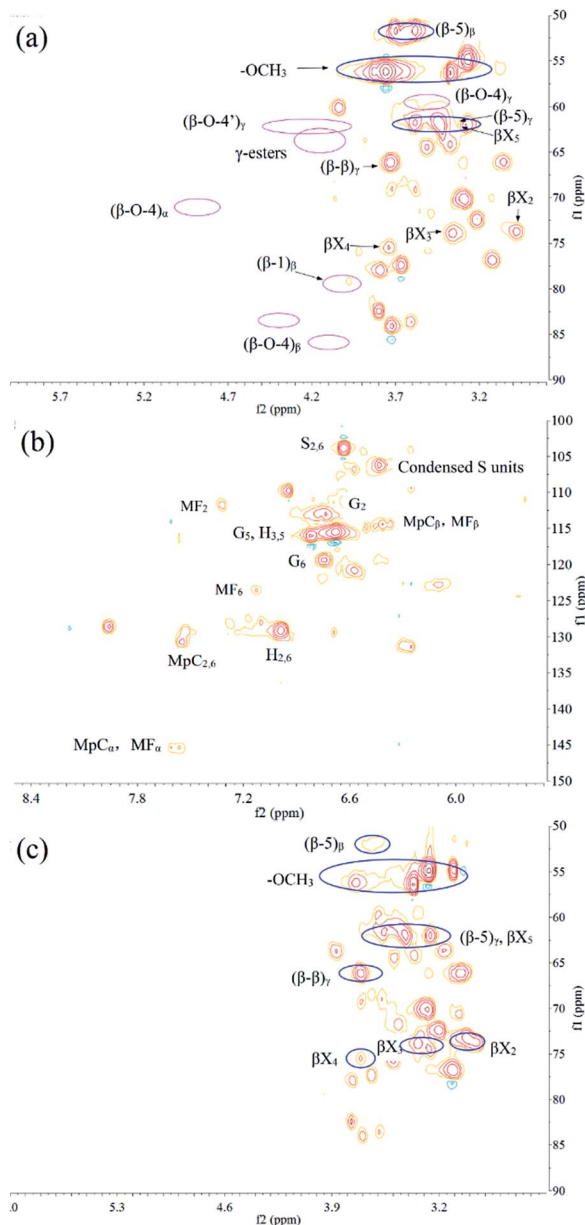 (a)
(β-5)β
-OCH3
(β-O-4)γ
(β-O-4')γ
(β-5)γ
βX5
γ-esters
(β-β)γ
(β-O-4)α
βX2
βX3
βX4
(β-1)β
(β-O-4)β
50
55
60
65
70
75
80
85
90
f1 (ppm)
5.7 5.2 4.7 4.2 3.7 3.2
f2 (ppm)
(b)
S2,6
Condensed S units
MF2
G2
G5, H3,5
MpCβ, MFβ
G6
MF6
MpC2,6
H2,6
MpCα, MFα
100
105
110
115
120
125
130
135
140
145
150
f1 (ppm)
8.4 7.8 7.2 6.6 6.0
f2 (ppm)
(c)
(β-5)β
-OCH3
(β-5)γ, βX5
(β-β)γ
βX4
βX3
βX2
50
55
60
65
70
75
80
85
90
f1 (ppm)
.0 5.3 4.6 3.9 3.2
f2 (ppm)